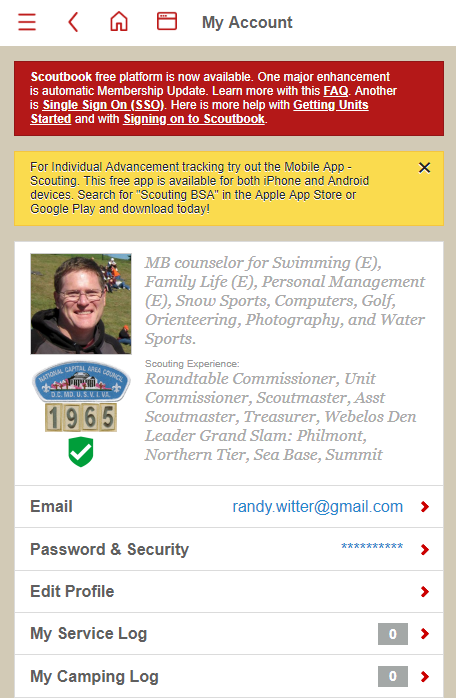 My Account
Scoutbook free platform is now available. One major enhancement
is automatic Membership Update. Learn more with this FAQ. Another
is Single Sign On (SSO). Here is more help with Getting Units
Started and with Signing on to Scoutbook.
For Individual Advancement tracking try out the Mobile App -
Scouting. This free app is available for both iPhone and Android
devices. Search for "Scouting BSA" in the Apple App Store or
Google Play and download today!
MB counselor for Swimming (E),
Family Life (E), Personal Management
(E), Snow Sports, Computers, Golf,
Orienteering, Photography, and Water
Sports.
NATIONAL CAPITAL AREA COUNCIL
D.C. MD. U.S.V.I. VA.
1965
Scouting Experience:
Roundtable Commissioner, Unit
Commissioner, Scoutmaster, Asst
Scoutmaster, Treasurer, Webelos Den
Leader Grand Slam: Philmont,
Northern Tier, Sea Base, Summit
Email randy.witter@gmail.com
Password & Security **********
Edit Profile
My Service Log 0
My Camping Log 0